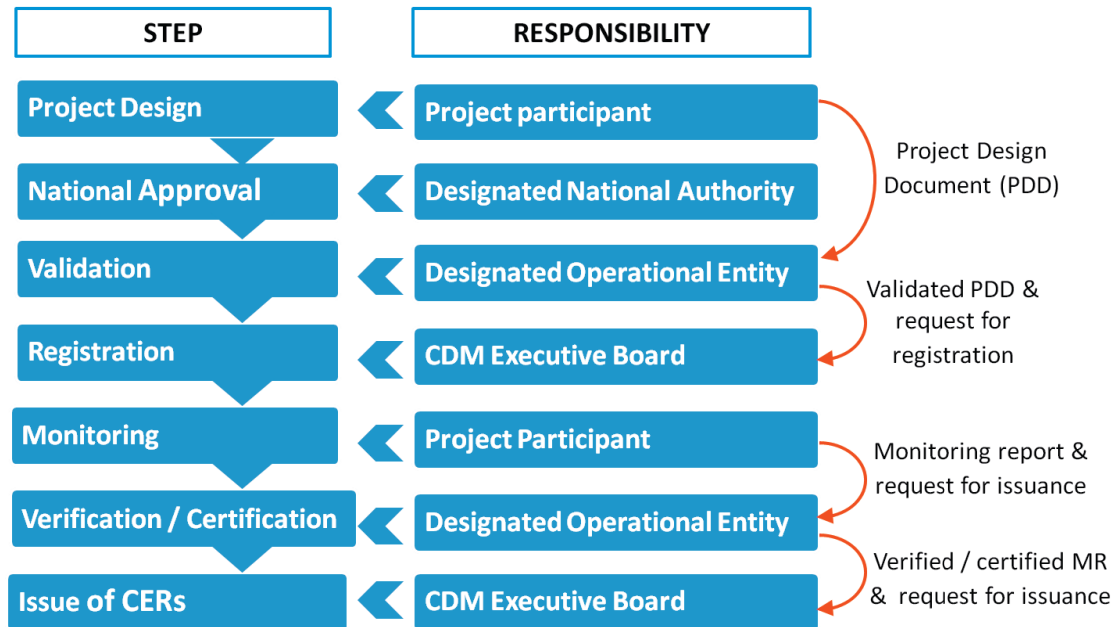 STEP
RESPONSIBILITY
Project Design
Project participant
Project Design
Document (PDD)
National Approval
Designated National Authority
Validation
Designated Operational Entity
Validated PDD &
request for
registration
Registration
CDM Executive Board
Monitoring
Project Participant
Monitoring report &
request for issuance
Verification / Certification
Designated Operational Entity
Verified / certified MR
& request for issuance
Issue of CERs
CDM Executive Board